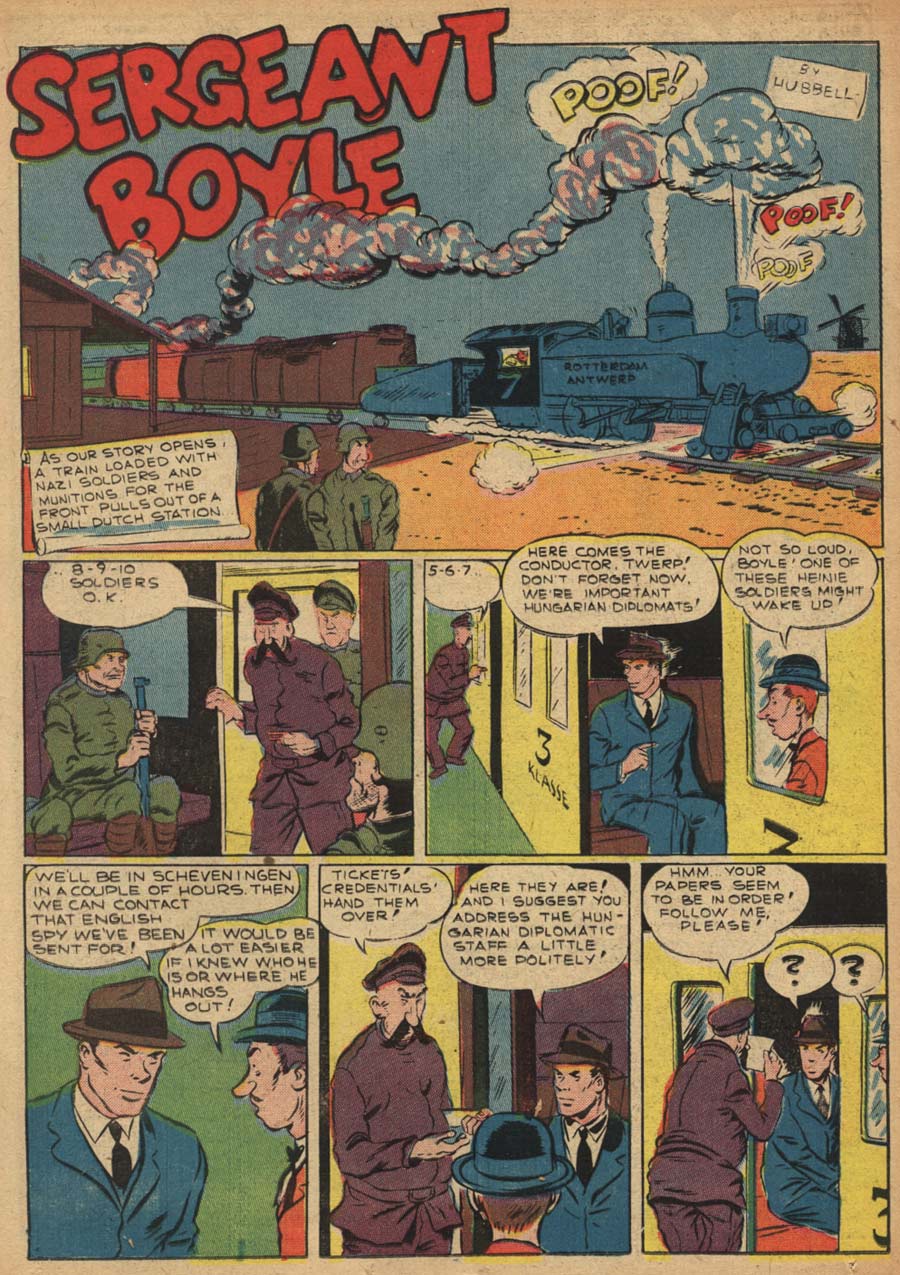 SERGEANT
BOYLE
POOF!
BY
HUBBELL-
POOF!
POOF
ROTTERDAM
ANTWERP
7
AS OUR STORY OPENS,
A TRAIN LOADED WITH
NAZI SOLDIERS AND
MUNITIONS FOR THE
FRONT PULLS OUT OF A
SMALL DUTCH STATION.
8-9-10
SOLDIERS
O.K.
5-6-7..
HERE COMES THE
CONDUCTOR, TWERP!
DON'T FORGET NOW,
WE'RE IMPORTANT
HUNGARIAN DIPLOMATS!
NOT SO LOUD,
BOYLE! ONE OF
THESE HEINIE
SOLDIERS MIGHT
WAKE UP!
3
KLASSE
WE'LL BE IN SCHEVENINGEN
IN A COUPLE OF HOURS. THEN
WE CAN CONTACT
THAT ENGLISH
SPY WE'VE BEEN
SENT FOR!
IT WOULD BE
A LOT EASIER
IF I KNEW WHO HE
IS OR WHERE HE
HANGS
OUT!
TICKETS!
CREDENTIALS!
HAND THEM
OVER!
HERE THEY ARE!
AND I SUGGEST YOU
ADDRESS THE HUN-
GARIAN DIPLOMATIC
STAFF A LITTLE
MORE POLITELY!
HMM...YOUR
PAPERS SEEM
TO BE IN ORDER!
FOLLOW ME,
PLEASE!
?
?
3